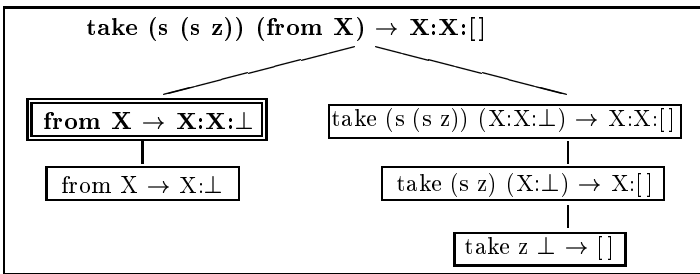 take (s (s z)) (from X) → X:X:[ ]
from X → X:X:⊥
take (s (s z)) (X:X:⊥) → X:X:[ ]
from X → X:⊥
take (s z) (X:⊥) → X:[ ]
take z ⊥ → [ ]